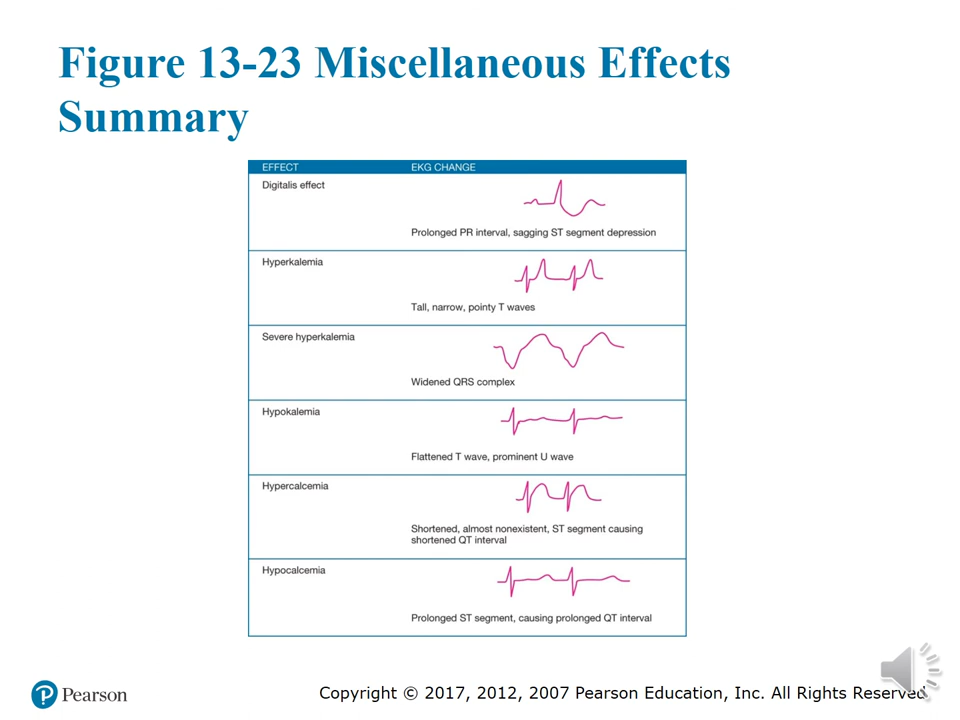 Figure 13-23 Miscellaneous Effects
Summary
EFFECT EKG CHANGE
Digitalis effect
Prolonged PR interval, sagging ST segment depression
Hyperkalemia
Tall, narrow, pointy T waves
Severe hyperkalemia
Widened QRS complex
Hypokalemia
Flattened T wave, prominent U wave
Hypercalcemia
Shortened, almost nonexistent, ST segment causing
shortened QT interval
Hypocalcemia
Prolonged ST segment, causing prolonged QT interval
Pearson
Copyright © 2017, 2012, 2007 Pearson Education, Inc. All Rights Reserved